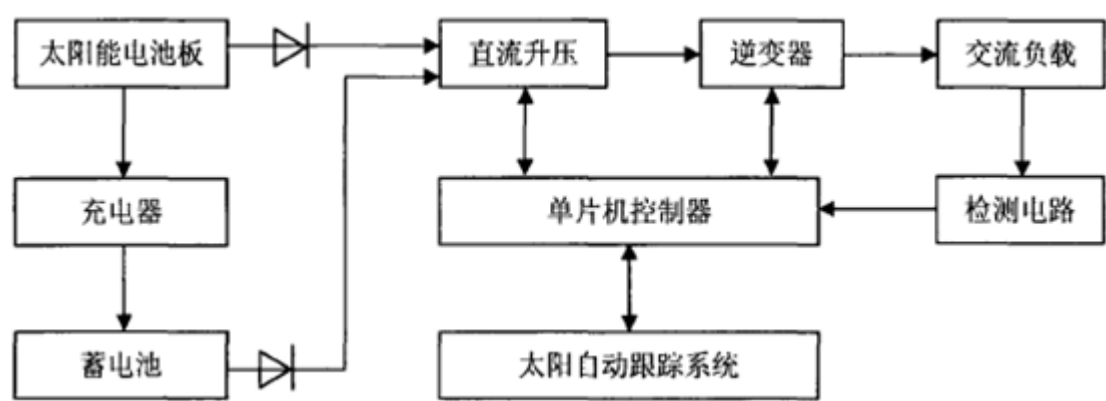 太阳能电池板
直流升压
逆变器
交流负载
充电器
单片机控制器
检测电路
蓄电池
太阳自动跟踪系统